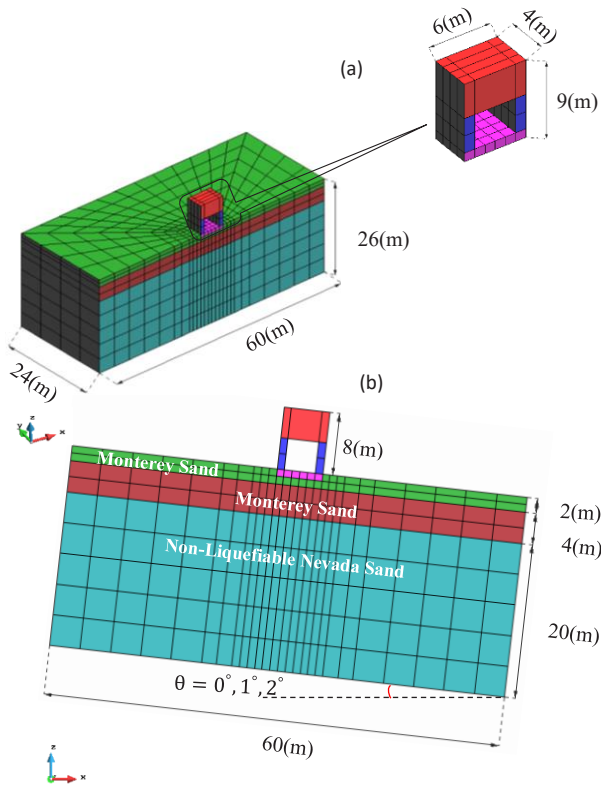 (a)
6(m)
4(m)
9(m)
26(m)
60(m)
24(m)
z
y
x
(b)
8(m)
Monterey Sand
Monterey Sand
2(m)
4(m)
Non-Liquefiable Nevada Sand
20(m)
θ = 0°, 1°, 2°
60(m)
z
x